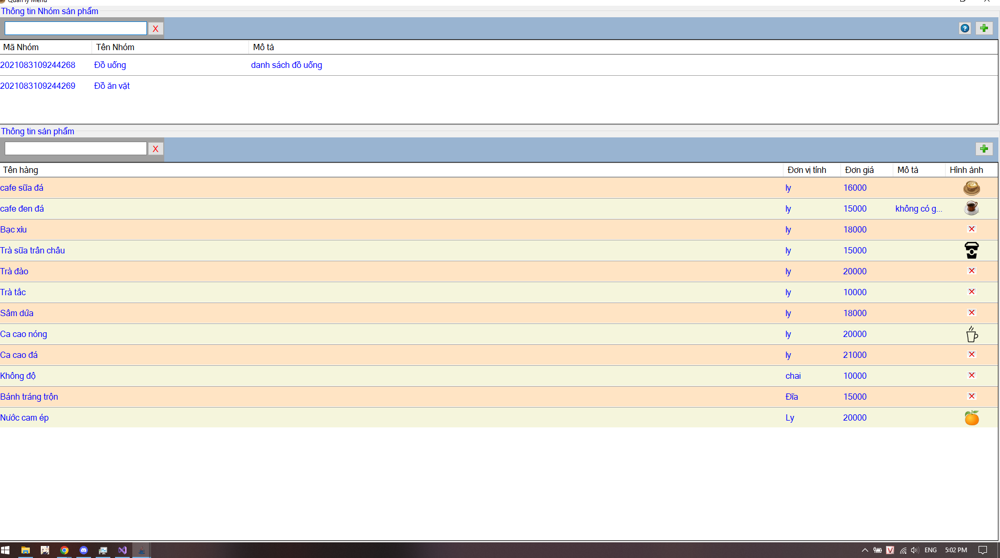 Quản lý Menu
Thông tin Nhóm sản phẩm
X
Mã Nhóm Tên Nhóm Mô tả
2021083109244268 Đồ uống danh sách đồ uống
2021083109244269 Đồ ăn vặt
Thông tin sản phẩm
X
Tên hàng Đơn vị tính Đơn giá Mô tả Hình ảnh
cafe sữa đá ly 16000
cafe đen đá ly 15000 không có g...
Bạc xỉu ly 18000
Trà sữa trân châu ly 15000
Trà đào ly 20000
Trà tắc ly 10000
Sâm dứa ly 18000
Ca cao nóng ly 20000
Ca cao đá ly 21000
Không độ chai 10000
Bánh tráng trộn Đĩa 15000
Nước cam ép Ly 20000
V ENG 5:02 PM